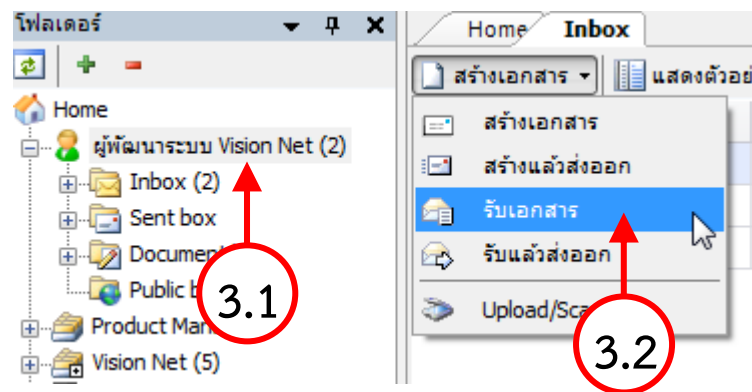 โฟลเดอร์
Home
ผู้พัฒนาระบบ Vision Net (2)
Inbox (2)
Sent box
Document
Public
Product Man
Vision Net (5)
3.1
Home Inbox
สร้างเอกสาร
แสดงตัวอย่
สร้างเอกสาร
สร้างแล้วส่งออก
รับเอกสาร
รับแล้วส่งออก
Upload/Sca
3.2